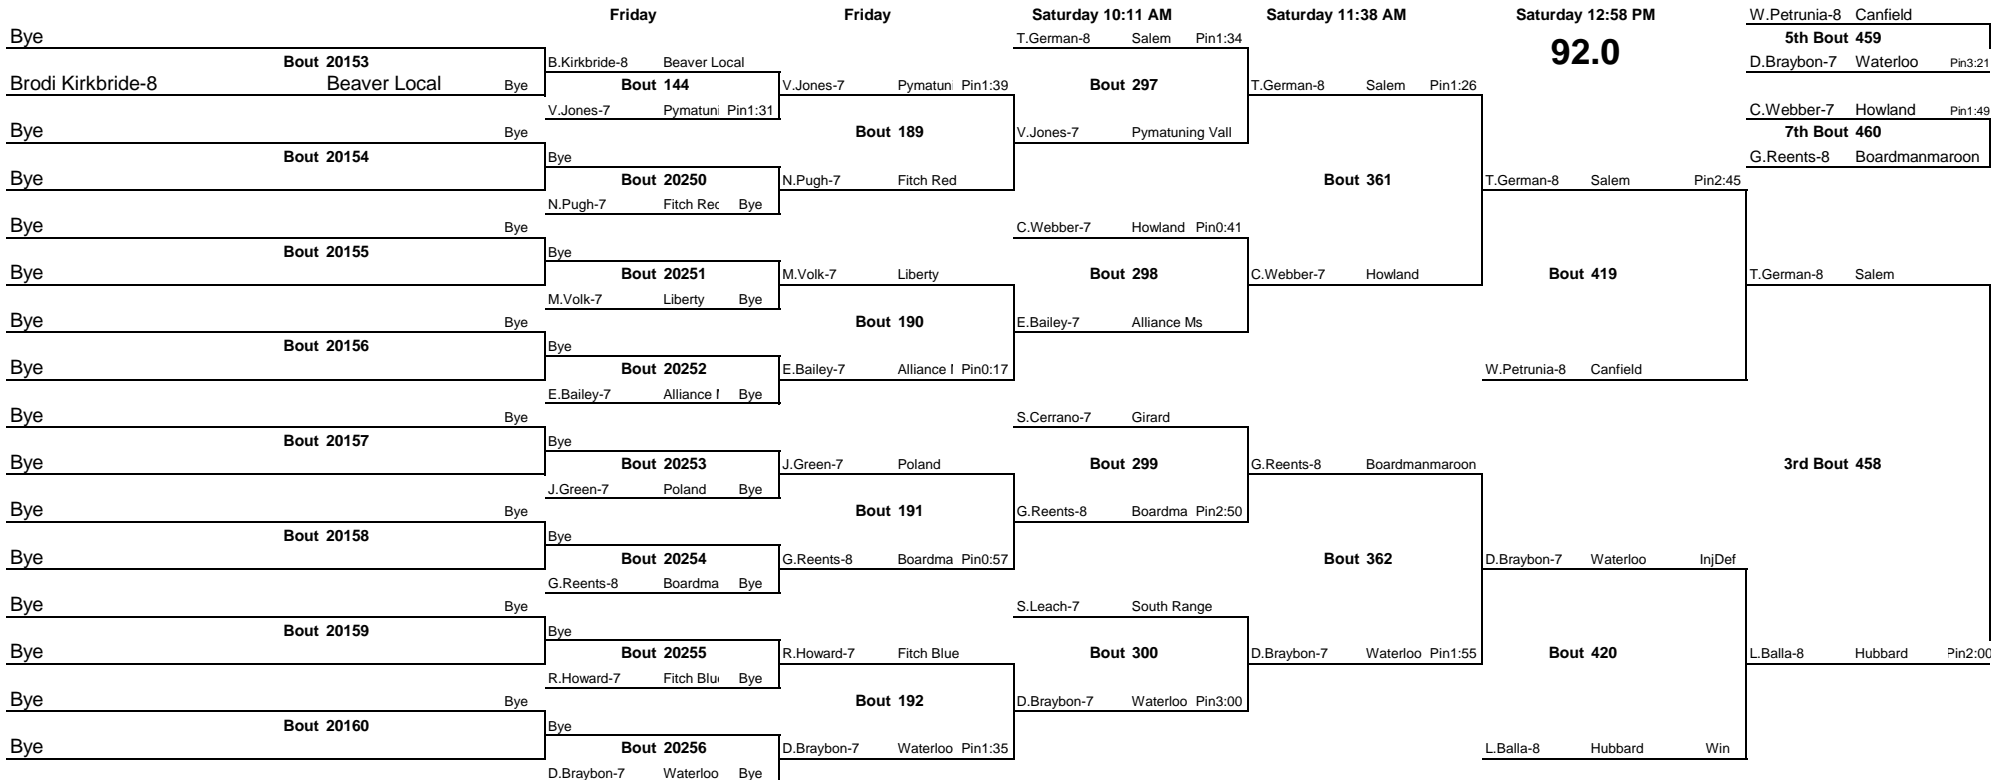 Friday Friday Saturday 10:11 AM Saturday 11:38 AM Saturday 12:58 PM W.Petrunia-8 Canfield
Bye T.German-8 Salem Pin1:34 92.0 5th Bout 459
Bout 20153 B.Kirkbride-8 Beaver Local D.Braybon-7 Waterloo Pin3:21
Brodi Kirkbride-8 Beaver Local Bye Bout 144 V.Jones-7 Pymatun Pin1:39 Bout 297 T.German-8 Salem Pin1:26
V.Jones-7 Pymatuni Pin1:31 C.Webber-7 Howland Pin1:49
Bye Bye Bout 189 V.Jones-7 Pymatuning Vall 7th Bout 460
Bout 20154 Bye G.Reents-8 Boardmanmaroon
Bye Bout 20250 N.Pugh-7 Fitch Red Bout 361 T.German-8 Salem Pin2:45
N.Pugh-7 Fitch Rec Bye
Bye Bye C.Webber-7 Howland Pin0:41
Bout 20155 Bye
Bye Bout 20251 M.Volk-7 Liberty Bout 298 C.Webber-7 Howland Bout 419 T.German-8 Salem
M.Volk-7 Liberty Bye
Bye Bye Bout 190 E.Bailey-7 Alliance Ms
Bout 20156 Bye
Bye Bout 20252 E.Bailey-7 Alliance Pin0:17 W.Petrunia-8 Canfield
E.Bailey-7 Alliance Bye
Bye Bye S.Cerrano-7 Girard
Bout 20157 Bye
Bye Bout 20253 J.Green-7 Poland Bout 299 G.Reents-8 Boardmanmaroon 3rd Bout 458
J.Green-7 Poland Bye
Bye Bye Bout 191 G.Reents-8 Boardma Pin2:50
Bout 20158 Bye
Bye Bout 20254 G.Reents-8 Boardma Pin0:57 Bout 362 D.Braybon-7 Waterloo InjDef
G.Reents-8 Boardma Bye
Bye Bye S.Leach-7 South Range
Bout 20159 Bye
Bye Bout 20255 R.Howard-7 Fitch Blue Bout 300 D.Braybon-7 Waterloo Pin1:55 Bout 420 L.Balla-8 Hubbard Pin2:00
R.Howard-7 Fitch Blu Bye
Bye Bye Bout 192 D.Braybon-7 Waterloo Pin3:00
Bout 20160 Bye
Bye Bout 20256 D.Braybon-7 Waterloo Pin1:35 L.Balla-8 Hubbard Win
D.Braybon-7 Waterloo Bye